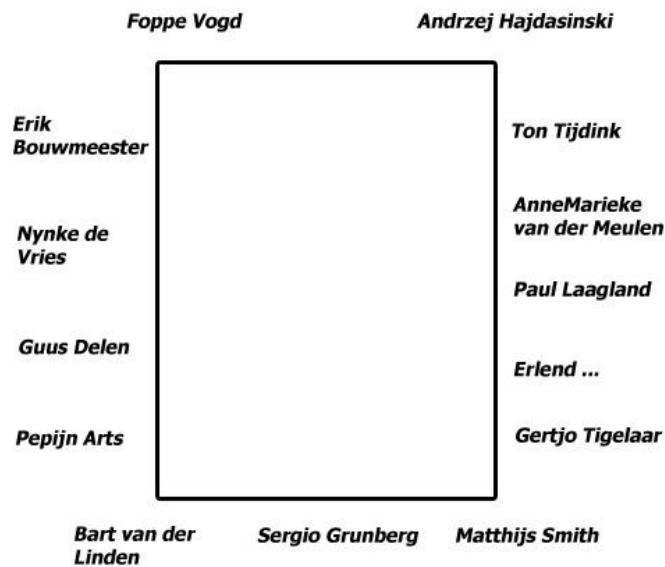 Foppe Vogd
Andrzej Hajdasinski
Erik
Bouwmeester
Ton Tijdink
AnneMarieke
van der Meulen
Nynke de
Vries
Paul Laagland
Guus Delen
Erlend ...
Pepijn Arts
Gertjo Tigelaar
Bart van der
Linden
Sergio Grunberg
Matthijs Smith